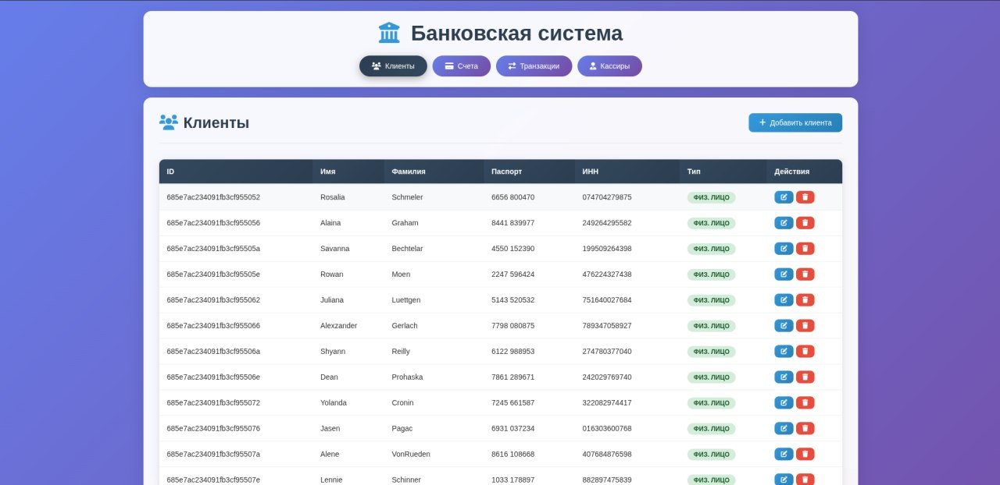 Банковская система
Клиенты Счета Транзакции Кассиры
Клиенты
Добавить клиента
ID Имя Фамилия Паспорт ИНН Тип Действия
685e7ac234091fb3cf955052 Rosalia Schmeler 6656 800470 074704279875 ФИЗ. ЛИЦО
685e7ac234091fb3cf955056 Alaina Graham 8441 839977 249264295582 ФИЗ. ЛИЦО
685e7ac234091fb3cf95505a Savanna Bechtelar 4550 152390 199509264398 ФИЗ. ЛИЦО
685e7ac234091fb3cf95505e Rowan Moen 2247 596424 476224327438 ФИЗ. ЛИЦО
685e7ac234091fb3cf955062 Juliana Luettgen 5143 520532 751640027684 ФИЗ. ЛИЦО
685e7ac234091fb3cf955066 Alexzander Gerlach 7798 080875 789347058927 ФИЗ. ЛИЦО
685e7ac234091fb3cf95506a Shyann Reilly 6122 988953 274780377040 ФИЗ. ЛИЦО
685e7ac234091fb3cf95506e Dean Prohaska 7861 289671 242029769740 ФИЗ. ЛИЦО
685e7ac234091fb3cf955072 Yolanda Cronin 7245 661587 322082974417 ФИЗ. ЛИЦО
685e7ac234091fb3cf955076 Jasen Pagac 6931 037234 016303600768 ФИЗ. ЛИЦО
685e7ac234091fb3cf95507a Alene VonRueden 8616 108668 407684876598 ФИЗ. ЛИЦО
685e7ac234091fb3cf95507e Lennie Schinner 1033 178897 882897475839 ФИЗ. ЛИЦО